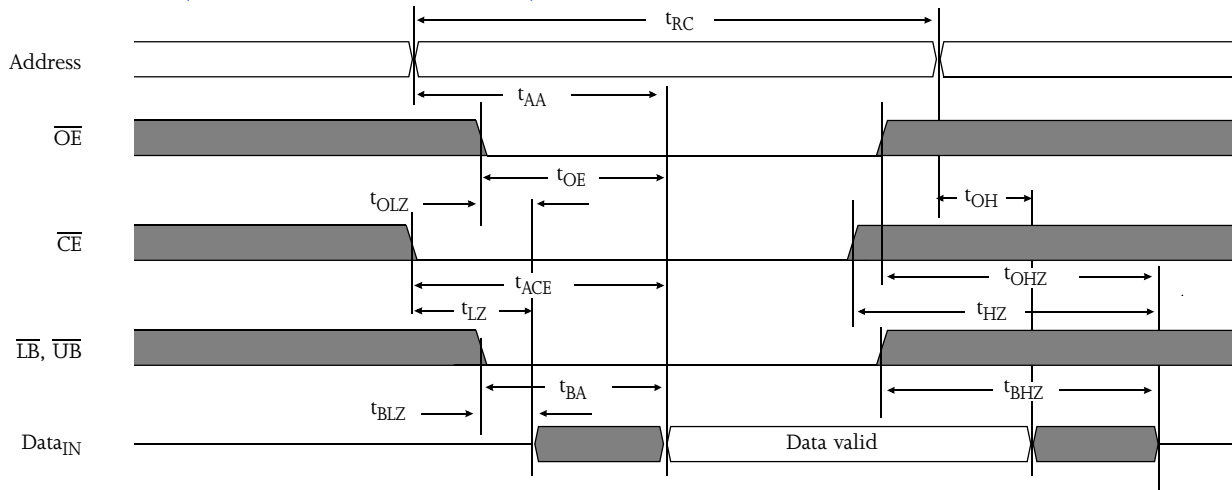 tRC
Address
tAA
OE
tOE
tOLZ
tOH
CE
tOHZ
tACE
tLZ
tHZ
LB, UB
tBA
tBHZ
tBLZ
DataIN
Data valid